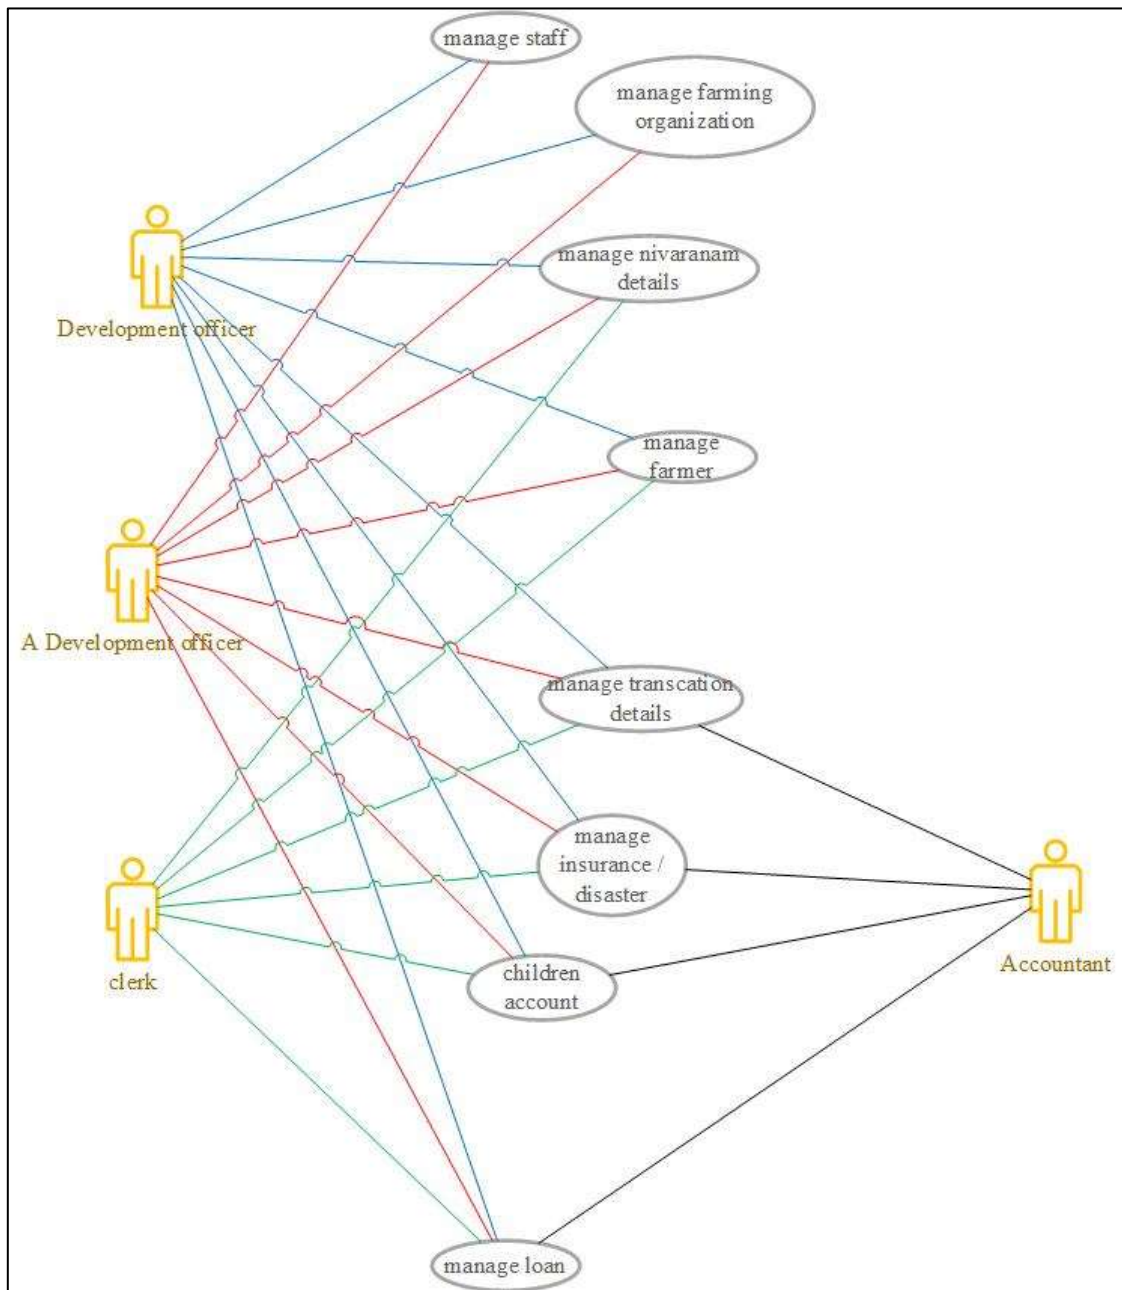 manage staff
manage farming
organization
manage nivaranam
details
Development officer
manage
farmer
A Development officer
manage transcation
details
manage
insurance /
disaster
clerk
children
account
Accountant
manage loan